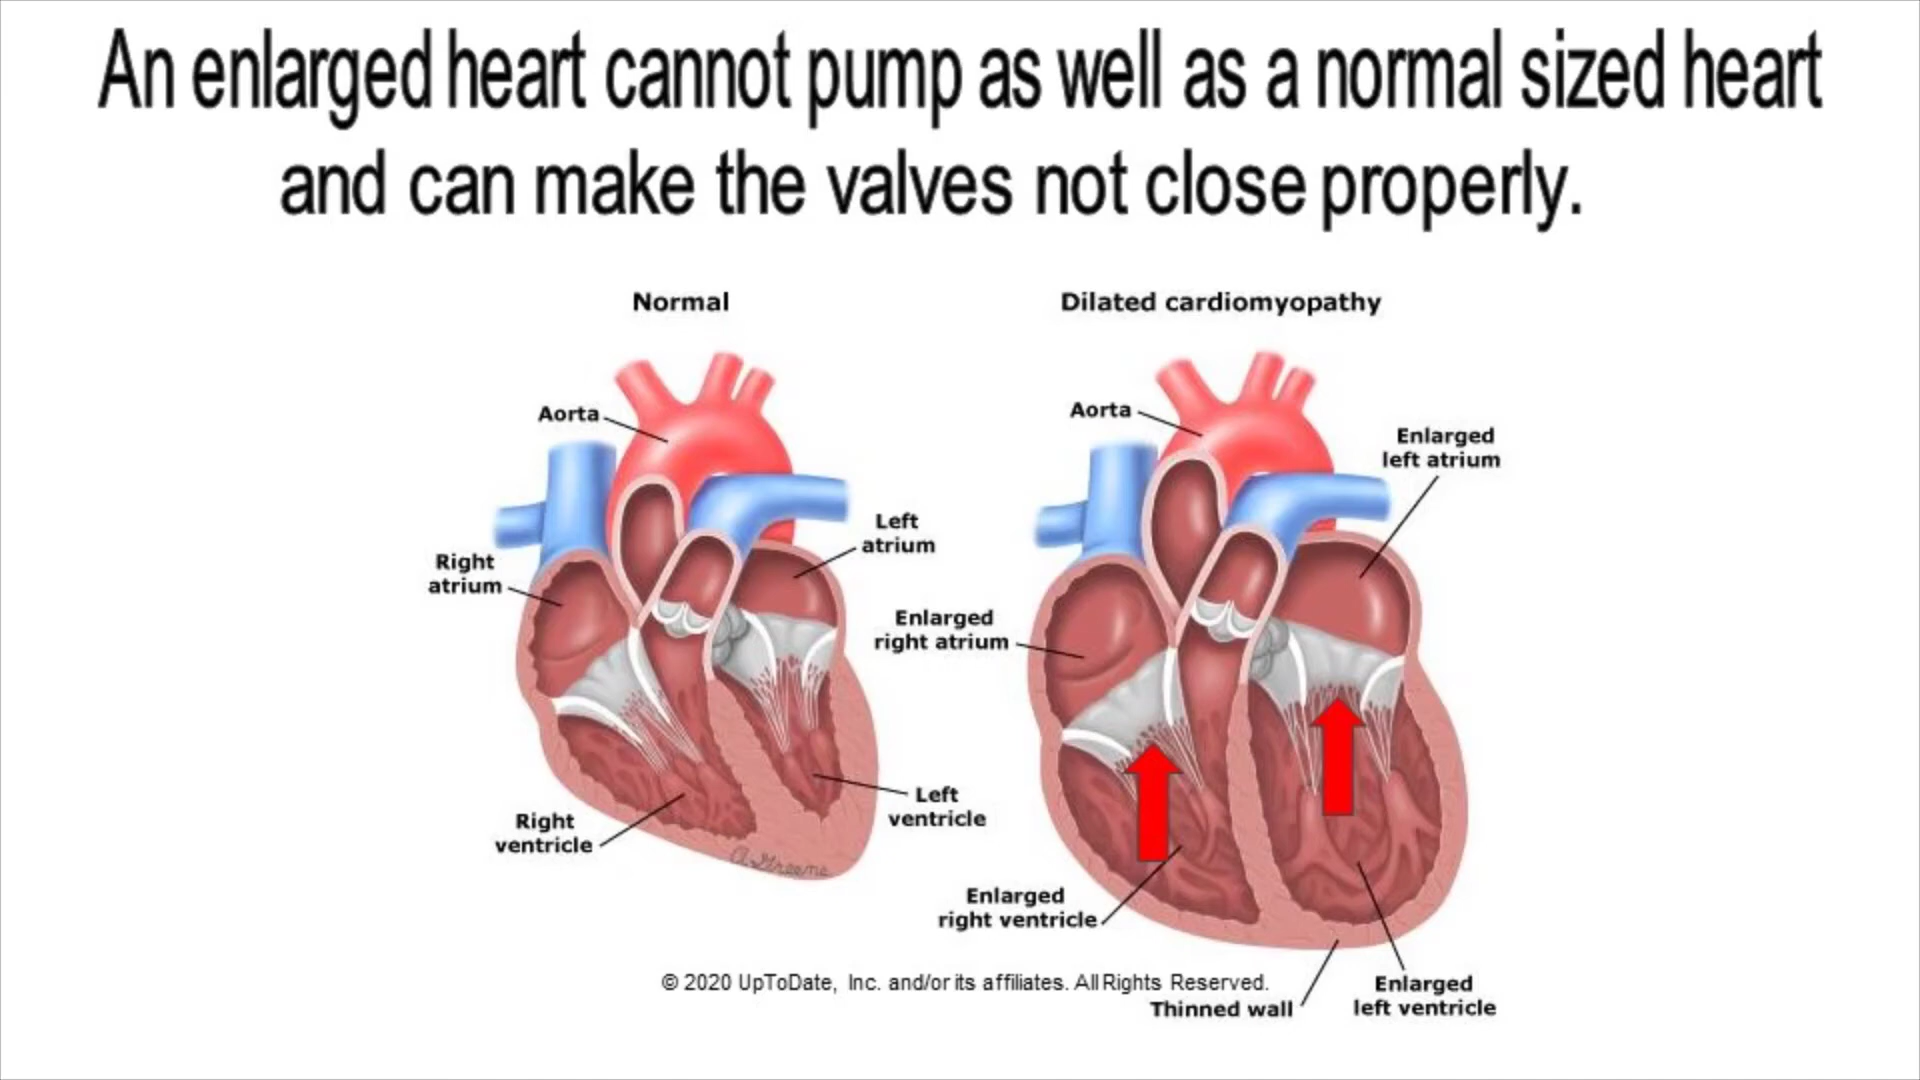 An enlarged heart cannot pump as well as a normal sized heart
and can make the valves not close properly.
Normal
Aorta
Right
atrium
Left
atrium
Right
ventricle
Left
ventricle
A. Greene
Dilated cardiomyopathy
Aorta
Enlarged
left atrium
Enlarged
right atrium
Enlarged
right ventricle
Thinned wall
Enlarged
left ventricle
© 2020 UpToDate, Inc. and/or its affiliates. All Rights Reserved.